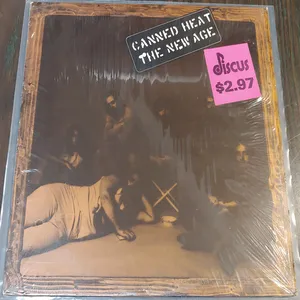 CANNED HEAT
THE NEW AGE
Discus
$2.97